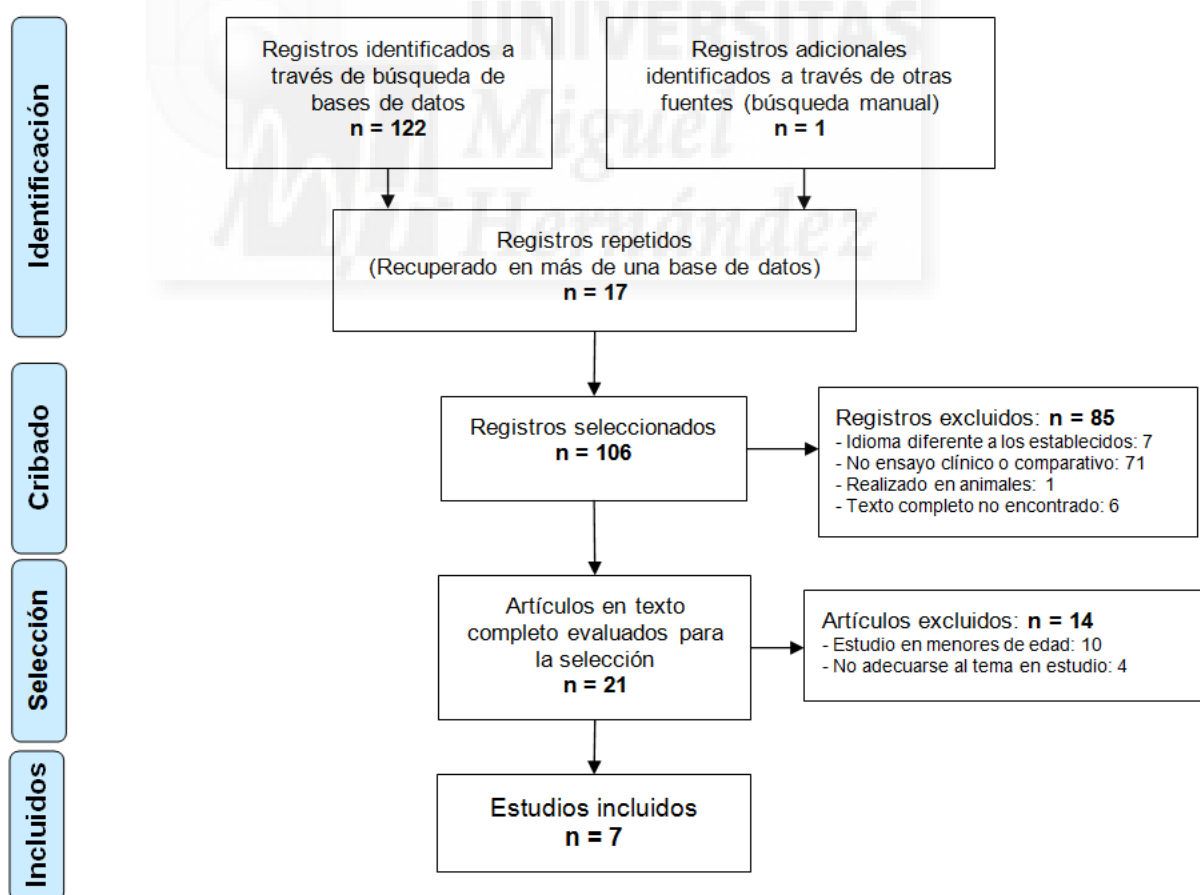 UNIVERSITAS
Miguel
Hernández
Identificación
Registros identificados a
través de búsqueda de
bases de datos
n = 122
Registros adicionales
identificados a través de otras
fuentes (búsqueda manual)
n = 1
Registros repetidos
(Recuperado en más de una base de datos)
n = 17
Cribado
Registros seleccionados
n = 106
Registros excluidos: n = 85
- Idioma diferente a los establecidos: 7
- No ensayo clínico o comparativo: 71
- Realizado en animales: 1
- Texto completo no encontrado: 6
Selección
Artículos en texto
completo evaluados para
la selección
n = 21
Artículos excluidos: n = 14
- Estudio en menores de edad: 10
- No adecuarse al tema en estudio: 4
Incluidos
Estudios incluidos
n = 7